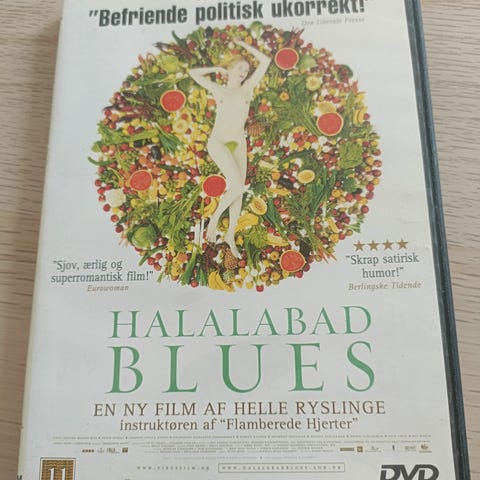 "Befriende politisk ukorrekt!"
Den Liberale Presse
"Sjov, ærlig og
superromantisk film!"
Eurowoman
"Skrap satirisk
humor!"
Berlingske Tidende
HALALABAD
BLUES
EN NY FILM AF HELLE RYSLINGE
instruktøren af "Flamberede Hjerter"
11
DVD